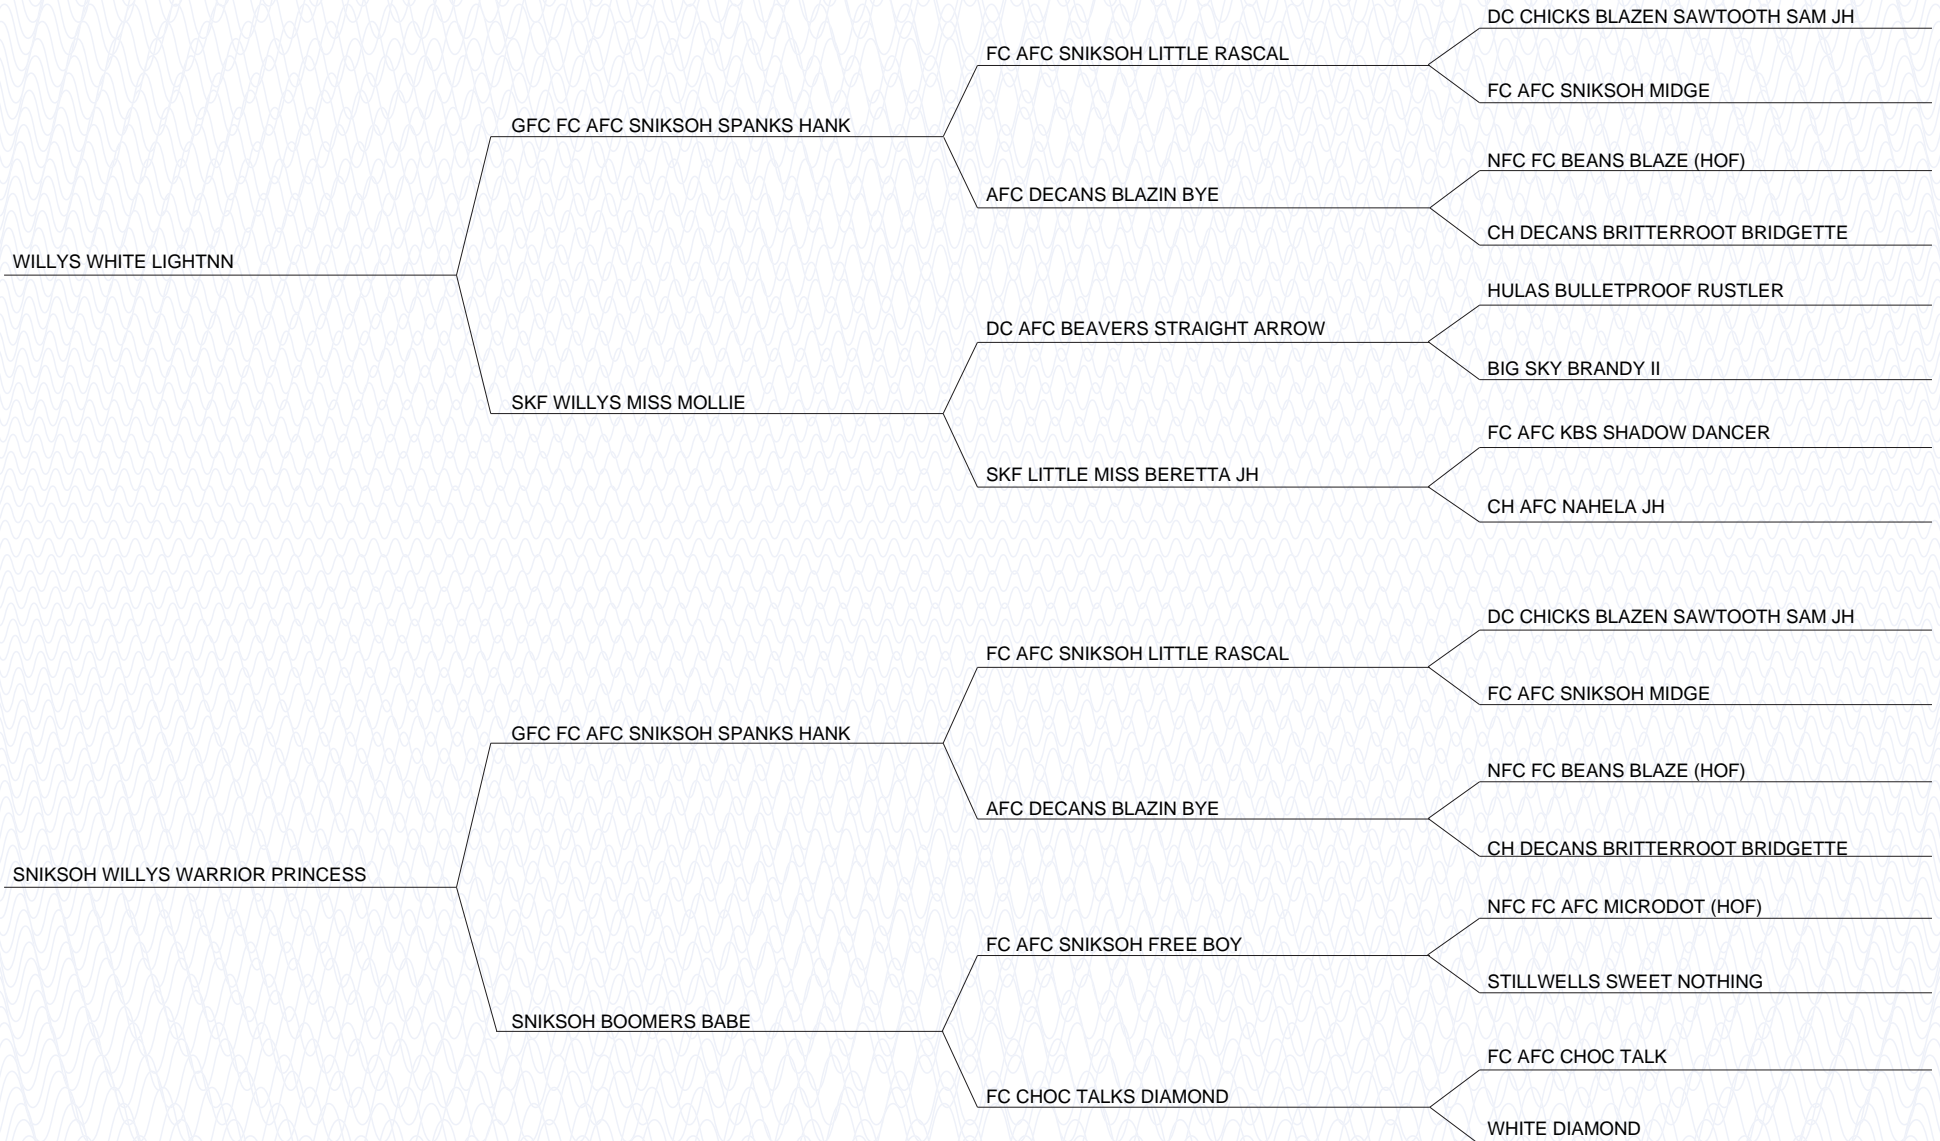 DC CHICKS BLAZEN SAWTOOTH SAM JH
FC AFC SNIKSOH LITTLE RASCAL
FC AFC SNIKSOH MIDGE
GFC FC AFC SNIKSOH SPANKS HANK
NFC FC BEANS BLAZE (HOF)
AFC DECANS BLAZIN BYE
CH DECANS BRITTERROOT BRIDGETTE
WILLYS WHITE LIGHTNN
HULAS BULLETPROOF RUSTLER
DC AFC BEAVERS STRAIGHT ARROW
BIG SKY BRANDY II
SKF WILLYS MISS MOLLIE
FC AFC KBS SHADOW DANCER
SKF LITTLE MISS BERETTA JH
CH AFC NAHELA JH
DC CHICKS BLAZEN SAWTOOTH SAM JH
FC AFC SNIKSOH LITTLE RASCAL
FC AFC SNIKSOH MIDGE
GFC FC AFC SNIKSOH SPANKS HANK
NFC FC BEANS BLAZE (HOF)
AFC DECANS BLAZIN BYE
CH DECANS BRITTERROOT BRIDGETTE
SNIKSOH WILLYS WARRIOR PRINCESS
NFC FC AFC MICRODOT (HOF)
FC AFC SNIKSOH FREE BOY
STILLWELLS SWEET NOTHING
SNIKSOH BOOMERS BABE
FC AFC CHOC TALK
FC CHOC TALKS DIAMOND
WHITE DIAMOND